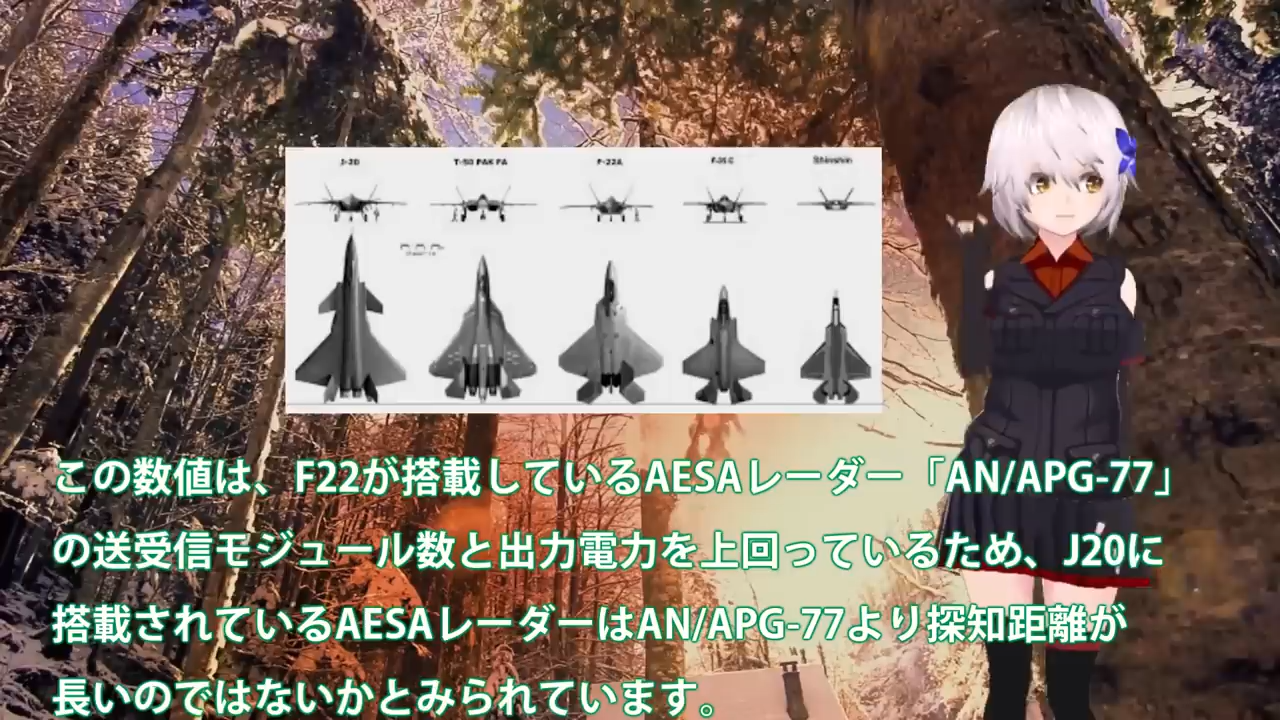 J-20 T-50 PAK FA F-22A F-35C Shinshin
この数値は、F22が搭載しているAESAレーダー「AN/APG-77」
の送受信モジュール数と出力電力を上回っているため、J20に
搭載されているAESAレーダーはAN/APG-77より探知距離が
長いのではないかとみられています。